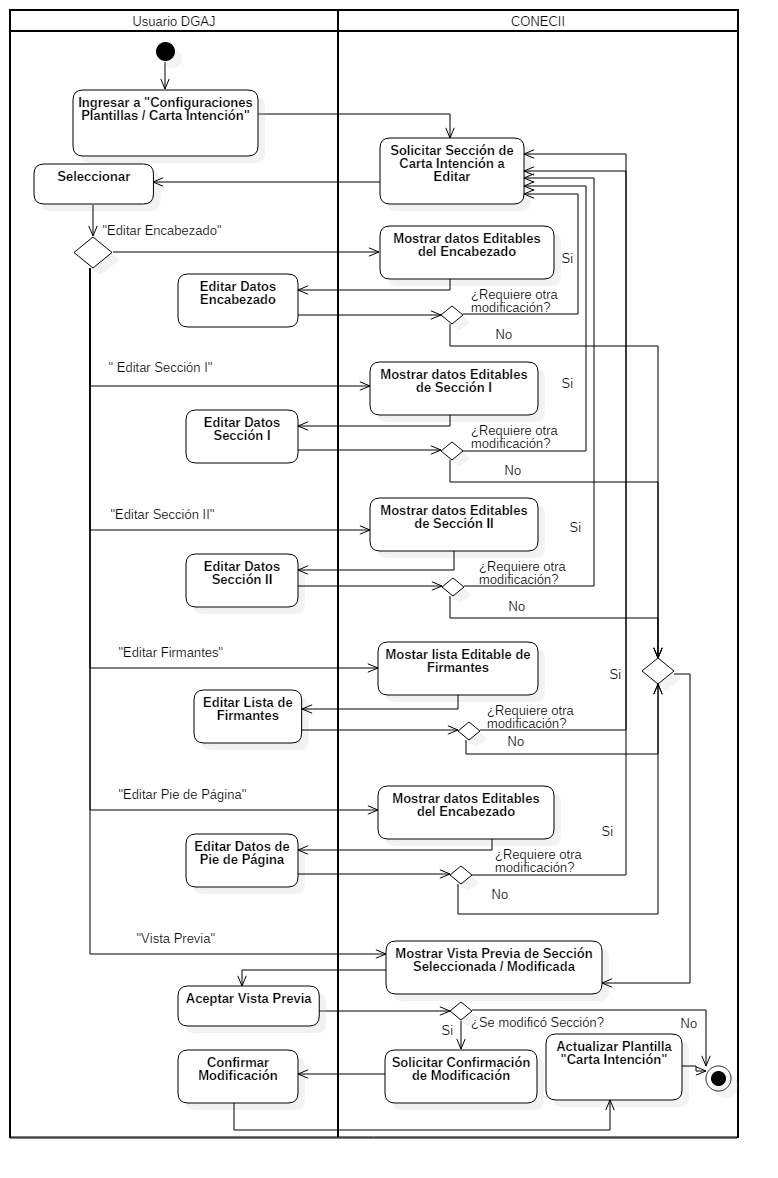 Usuario DGAJ
CONECII
Ingresar a "Configuraciones
Plantillas / Carta Intención"
Solicitar Sección de
Carta Intención a
Editar
Seleccionar
"Editar Encabezado"
Mostrar datos Editables
del Encabezado
Si
Editar Datos
Encabezado
¿Requiere otra
modificación?
No
" Editar Sección I"
Mostrar datos Editables
de Sección I
Si
Editar Datos
Sección I
¿Requiere otra
modificación?
No
"Editar Sección II"
Mostrar datos Editables
de Sección II
Si
Editar Datos
Sección II
¿Requiere otra
modificación?
No
"Editar Firmantes"
Mostar lista Editable de
Firmantes
Si
Editar Lista de
Firmantes
¿Requiere otra
modificación?
No
"Editar Pie de Página"
Mostrar datos Editables
del Encabezado
Si
Editar Datos de
Pie de Página
¿Requiere otra
modificación?
No
"Vista Previa"
Mostrar Vista Previa de Sección
Seleccionada / Modificada
Aceptar Vista Previa
¿Se modificó Sección?
No
Si
Confirmar
Modificación
Solicitar Confirmación
de Modificación
Actualizar Plantilla
"Carta Intención"